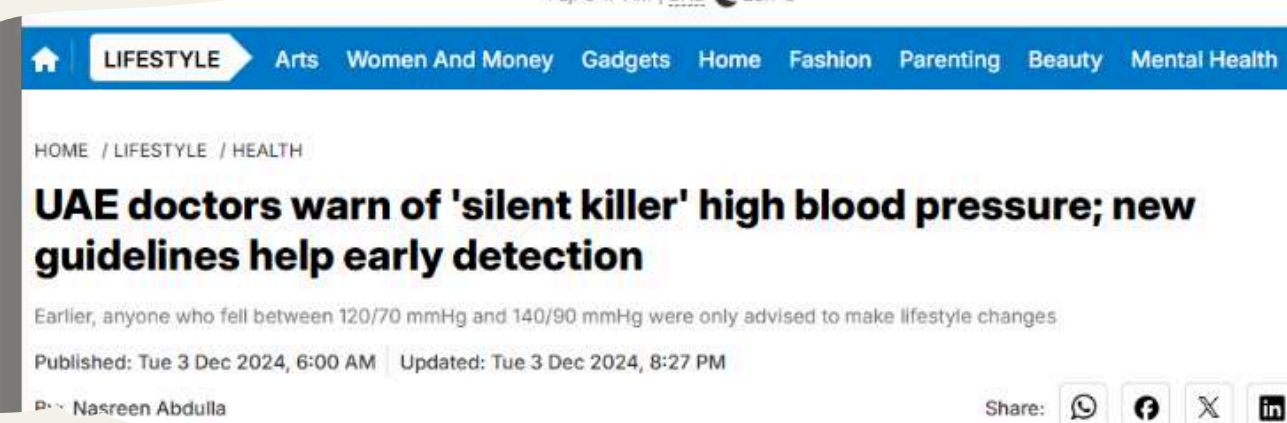 LIFESTYLE Arts Women And Money Gadgets Home Fashion Parenting Beauty Mental Health
HOME / LIFESTYLE / HEALTH
UAE doctors warn of 'silent killer' high blood pressure; new
guidelines help early detection
Earlier, anyone who fell between 120/70 mmHg and 140/90 mmHg were only advised to make lifestyle changes
Published: Tue 3 Dec 2024, 6:00 AM | Updated: Tue 3 Dec 2024, 8:27 PM
Nasreen Abdulla Share: